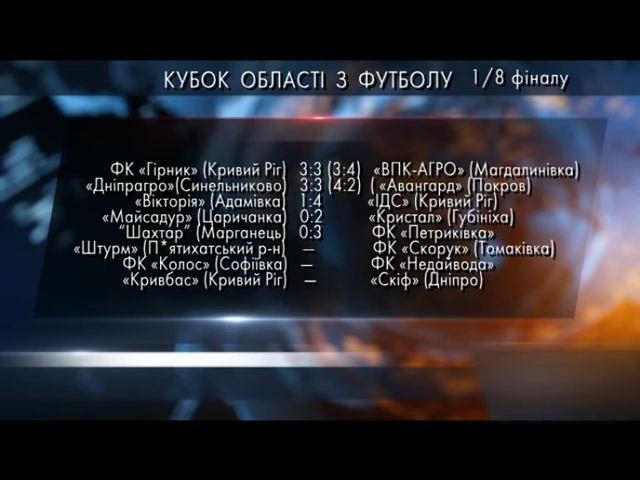 КУБОК ОБЛАСТІ З ФУТБОЛУ 1/8 фіналу
ФК «Гірник» (Кривий Ріг) 3:3 (3:4) «ВПК-АГРО» (Магдалинівка)
«Дніпрагро»(Синельниково) 3:3 (4:2) ( «Авангард» (Покров)
«Вікторія» (Адамівка) 1:4 «ІДС» (Кривий Ріг)
«Майсадур» (Царичанка) 0:2 «Кристал» (Губініха)
“Шахтар” (Марганець) 0:3 ФК «Петриківка»
«Штурм» (П*ятихатський р-н) – ФК «Скорук» (Томаківка)
ФК «Колос» (Софіївка) – ФК «Недайвода»
«Кривбас» (Кривий Ріг) – «Скіф» (Дніпро)